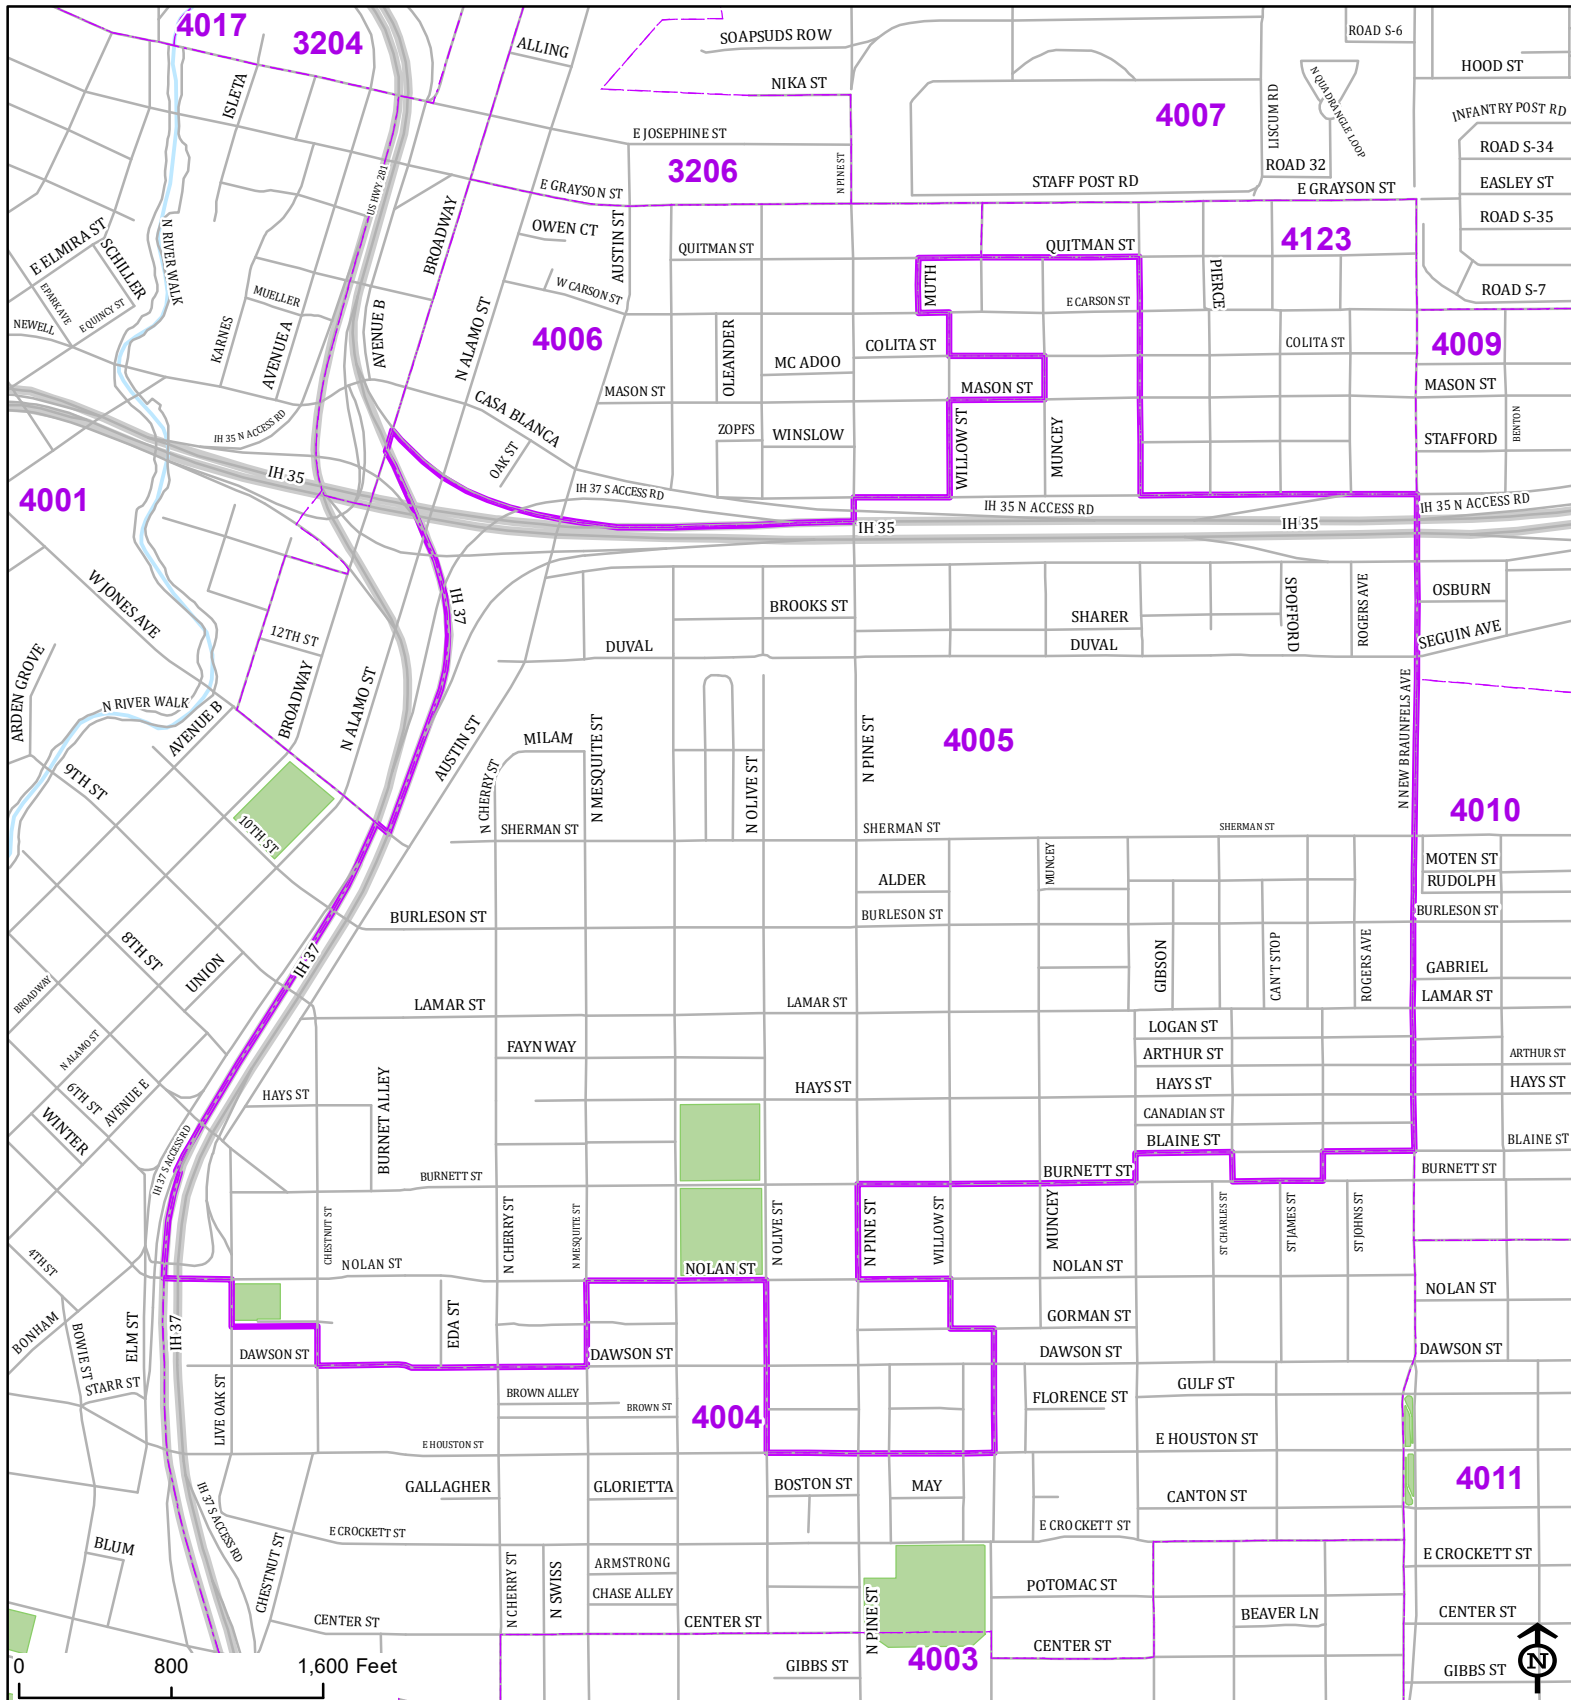 4017
3204
ALLING
SOAPSUDS ROW
ROAD S-6
HOOD ST
NIKA ST
ISLETA
N QUADRANGLE LOOP
LISCUM RD
4007
INFANTRY POST RD
E JOSEPHINE ST
ROAD S-34
3206
N PINE ST
ROAD 32
US HWY 281
E GRAYSON ST
STAFF POST RD
E GRAYSON ST
EASLEY ST
ROAD S-35
BROADWAY
OWEN CT
AUSTIN ST
QUITMAN ST
QUITMAN ST
4123
E ELMIRA ST
SCHILLER
N RIVER WALK
E PARK AVE
E QUINCY ST
NEWELL
MUELLER
W CARSON ST
MUTH
E CARSON ST
PIERCE
ROAD S-7
KARNES
AVENUE A
AVENUE B
N ALAMO ST
4006
OLEANDER
COLITA ST
COLITA ST
4009
MC ADOO
MASON ST
MASON ST
MASON ST
CASA BLANCA
IH 35 N ACCESS RD
ZOPFS
WINSLOW
WILLOW ST
MUNCEY
STAFFORD
BENTON
OAK ST
IH 35
IH 37 S ACCESS RD
IH 35 N ACCESS RD
IH 35 N ACCESS RD
4001
IH 35
IH 35
W JONES AVE
IH 37
BROOKS ST
SHARER
SPOFFORD
ROGERS AVE
OSBURN
12TH ST
DUVAL
DUVAL
SEGUIN AVE
ARDEN GROVE
N RIVER WALK
AVENUE B
BROADWAY
N ALAMO ST
AUSTIN ST
MILAM
N MESQUITE ST
N PINE ST
4005
N NEW BRAUNFELS AVE
9TH ST
N CHERRY ST
N OLIVE ST
4010
10TH ST
SHERMAN ST
SHERMAN ST
SHERMAN ST
MUNCEY
MOTEN ST
RUDOLPH
ALDER
BURLESON ST
BURLESON ST
BURLESON ST
8TH ST
UNION
IH 37
GIBSON
CAN'T STOP
ROGERS AVE
GABRIEL
BROADWAY
LAMAR ST
LAMAR ST
LAMAR ST
N ALAMO ST
FAYN WAY
LOGAN ST
ARTHUR ST
ARTHUR ST
6TH ST
AVENUE E
HAYS ST
BURNET ALLEY
HAYS ST
HAYS ST
HAYS ST
WINTER
CANADIAN ST
IH 37 S ACCESS RD
BLAINE ST
BLAINE ST
BURNETT ST
BURNETT ST
BURNETT ST
CHESTNUT ST
N CHERRY ST
N MESQUITE ST
N OLIVE ST
N PINE ST
WILLOW ST
MUNCEY
ST CHARLES ST
ST JAMES ST
ST JOHNS ST
4TH ST
NOLAN ST
NOLAN ST
NOLAN ST
NOLAN ST
BONHAM
BOWIE ST
ELM ST
IH 37
EDA ST
GORMAN ST
DAWSON ST
DAWSON ST
DAWSON ST
DAWSON ST
STARR ST
LIVE OAK ST
BROWN ALLEY
BROWN ST
4004
FLORENCE ST
GULF ST
E HOUSTON ST
E HOUSTON ST
GALLAGHER
GLORIETTA
BOSTON ST
MAY
CANTON ST
4011
IH 37 S ACCESS RD
E CROCKETT ST
E CROCKETT ST
E CROCKETT ST
BLUM
CHESTNUT ST
N CHERRY ST
N SWISS
ARMSTRONG
CHASE ALLEY
N PINE ST
POTOMAC ST
CENTER ST
CENTER ST
BEAVER LN
CENTER ST
CENTER ST
4003
GIBBS ST
GIBBS ST
0 800 1,600 Feet
N